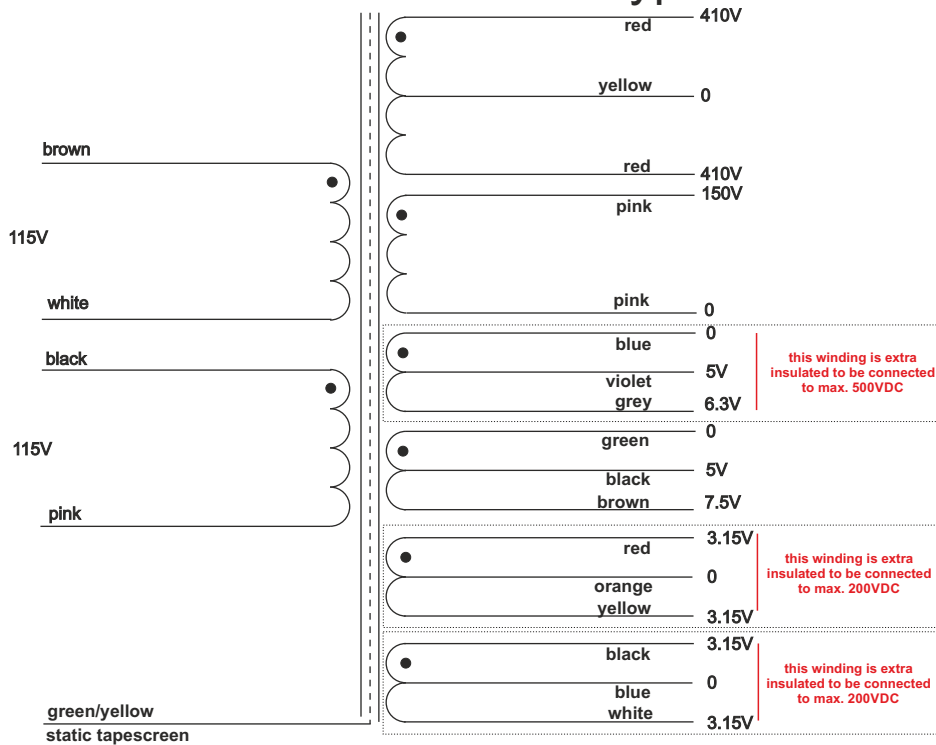 410V
red
yellow
0
red
410V
150V
pink
pink
0
brown
115V
white
black
115V
pink
0
blue
5V
violet
grey
6.3V
this winding is extra
insulated to be connected
to max. 500VDC
0
green
5V
black
brown
7.5V
3.15V
red
0
orange
yellow
3.15V
this winding is extra
insulated to be connected
to max. 200VDC
3.15V
black
0
blue
white
3.15V
this winding is extra
insulated to be connected
to max. 200VDC
green/yellow
static tapescreen